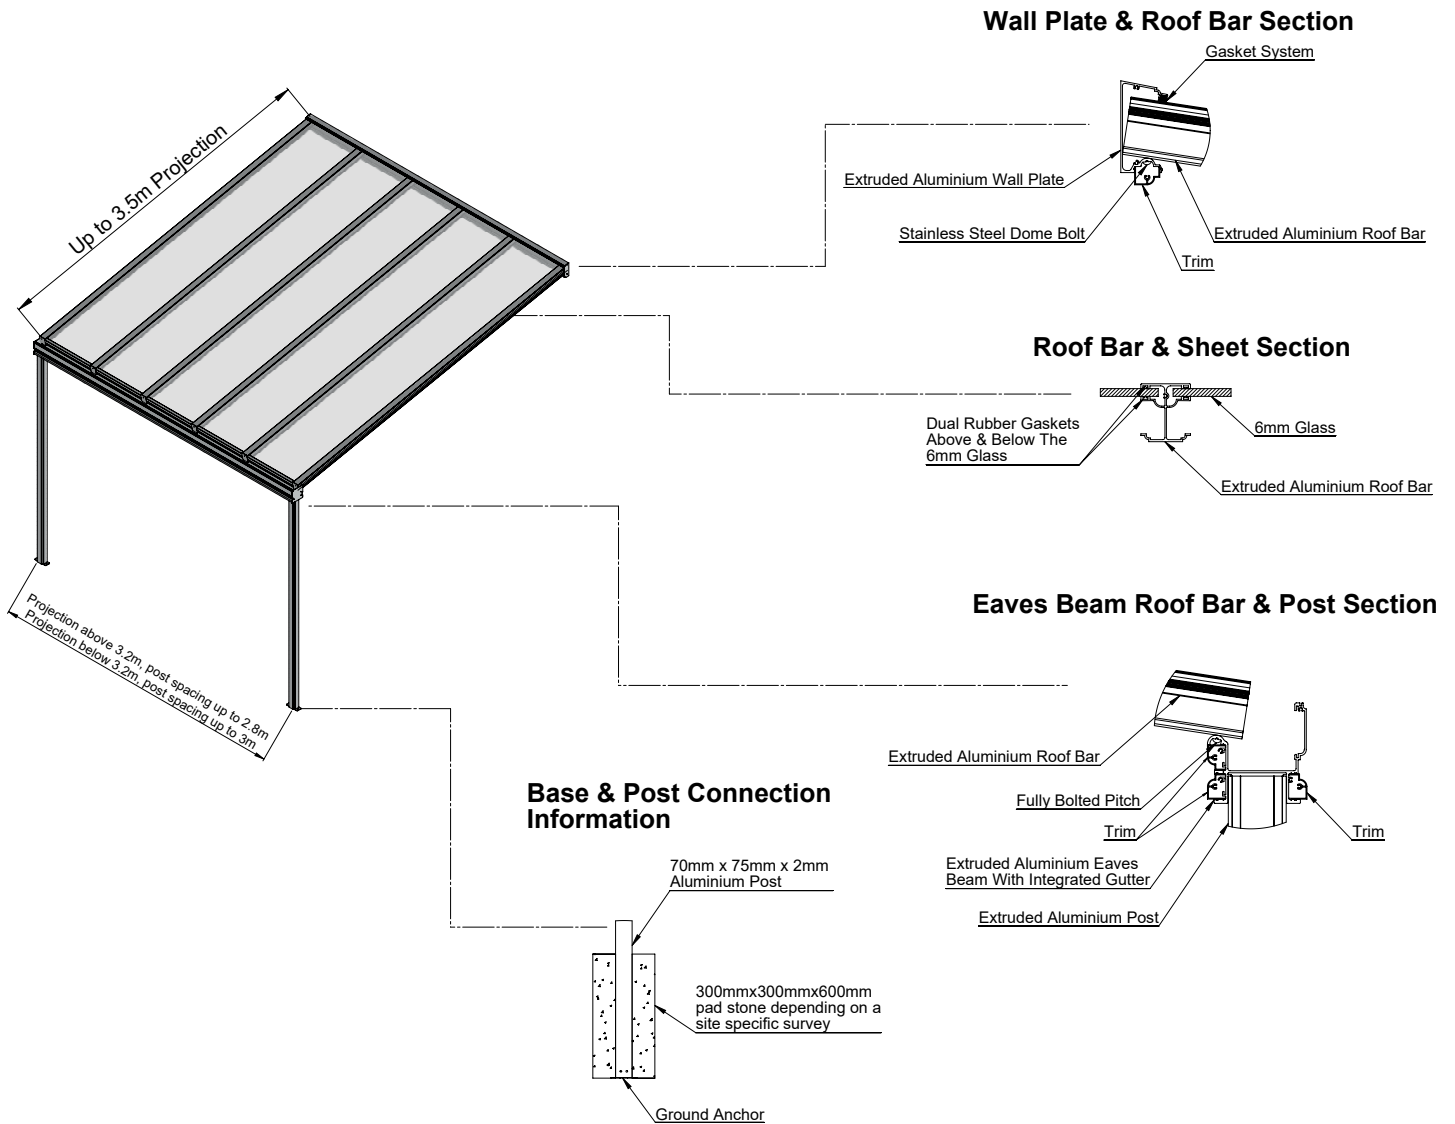 Wall Plate & Roof Bar Section
Gasket System
Extruded Aluminium Wall Plate
Stainless Steel Dome Bolt
Extruded Aluminium Roof Bar
Trim
Up to 3.5m Projection
Roof Bar & Sheet Section
Dual Rubber Gaskets
Above & Below The
6mm Glass
6mm Glass
Extruded Aluminium Roof Bar
Projection above 3.2m, post spacing up to 2.8m
Projection below 3.2m, post spacing up to 3m
Eaves Beam Roof Bar & Post Section
Extruded Aluminium Roof Bar
Fully Bolted Pitch
Trim
Trim
Extruded Aluminium Eaves
Beam With Integrated Gutter
Extruded Aluminium Post
Base & Post Connection
Information
70mm x 75mm x 2mm
Aluminium Post
300mmx300mmx600mm
pad stone depending on a
site specific survey
Ground Anchor